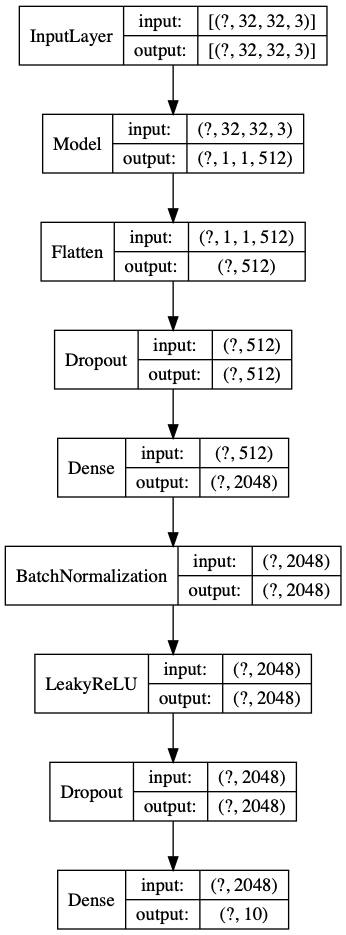 InputLayer input: [(?, 32, 32, 3)]
output: [(?, 32, 32, 3)]
Model input: (?, 32, 32, 3)
output: (?, 1, 1, 512)
Flatten input: (?, 1, 1, 512)
output: (?, 512)
Dropout input: (?, 512)
output: (?, 512)
Dense input: (?, 512)
output: (?, 2048)
BatchNormalization input: (?, 2048)
output: (?, 2048)
LeakyReLU input: (?, 2048)
output: (?, 2048)
Dropout input: (?, 2048)
output: (?, 2048)
Dense input: (?, 2048)
output: (?, 10)